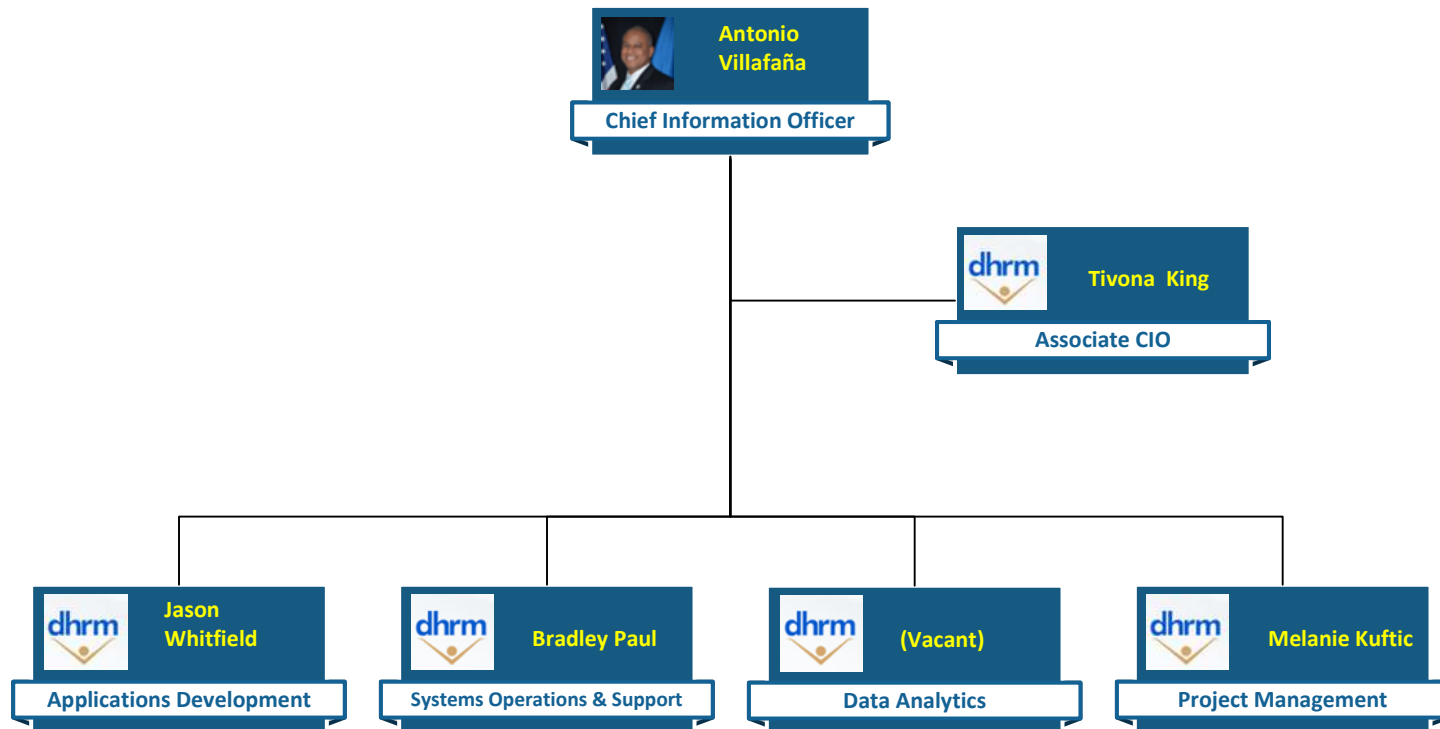 Antonio
Villafaña
Chief Information Officer
dhrm
Tivona King
Associate CIO
dhrm
Jason
Whitfield
Applications Development
dhrm
Bradley Paul
Systems Operations & Support
dhrm
(Vacant)
Data Analytics
dhrm
Melanie Kuftic
Project Management